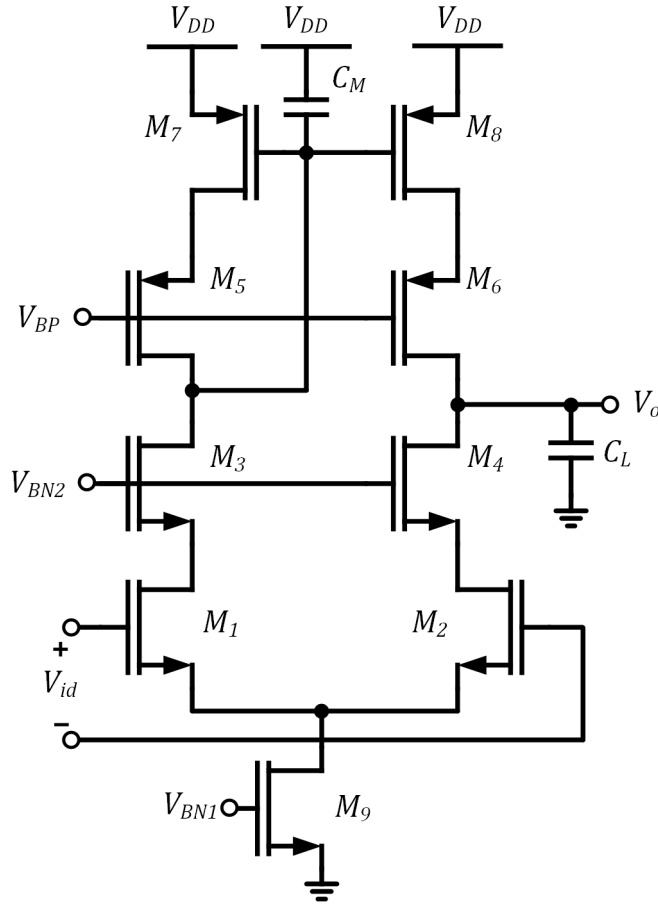 V_DD V_DD V_DD
C_M
M_7 M_8
M_5 M_6
V_BP
V_o
M_3 M_4
C_L
V_BN2
M_1 M_2
+
V_id
−
V_BN1 M_9